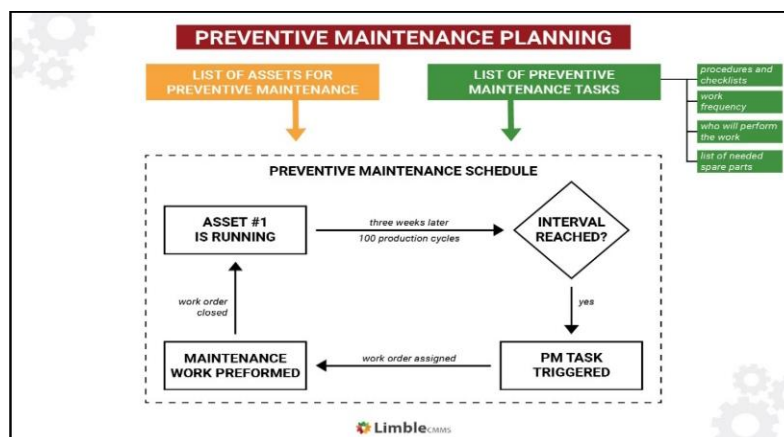 PREVENTIVE MAINTENANCE PLANNING
LIST OF ASSETS FOR
PREVENTIVE MAINTENANCE
LIST OF PREVENTIVE
MAINTENANCE TASKS
procedures and
checklists
work
frequency
who will perform
the work
list of needed
spare parts
PREVENTIVE MAINTENANCE SCHEDULE
ASSET #1
IS RUNNING
three weeks later
100 production cycles
INTERVAL
REACHED?
yes
PM TASK
TRIGGERED
work order assigned
MAINTENANCE
WORK PREFORMED
work order
closed
LimbleCMMS